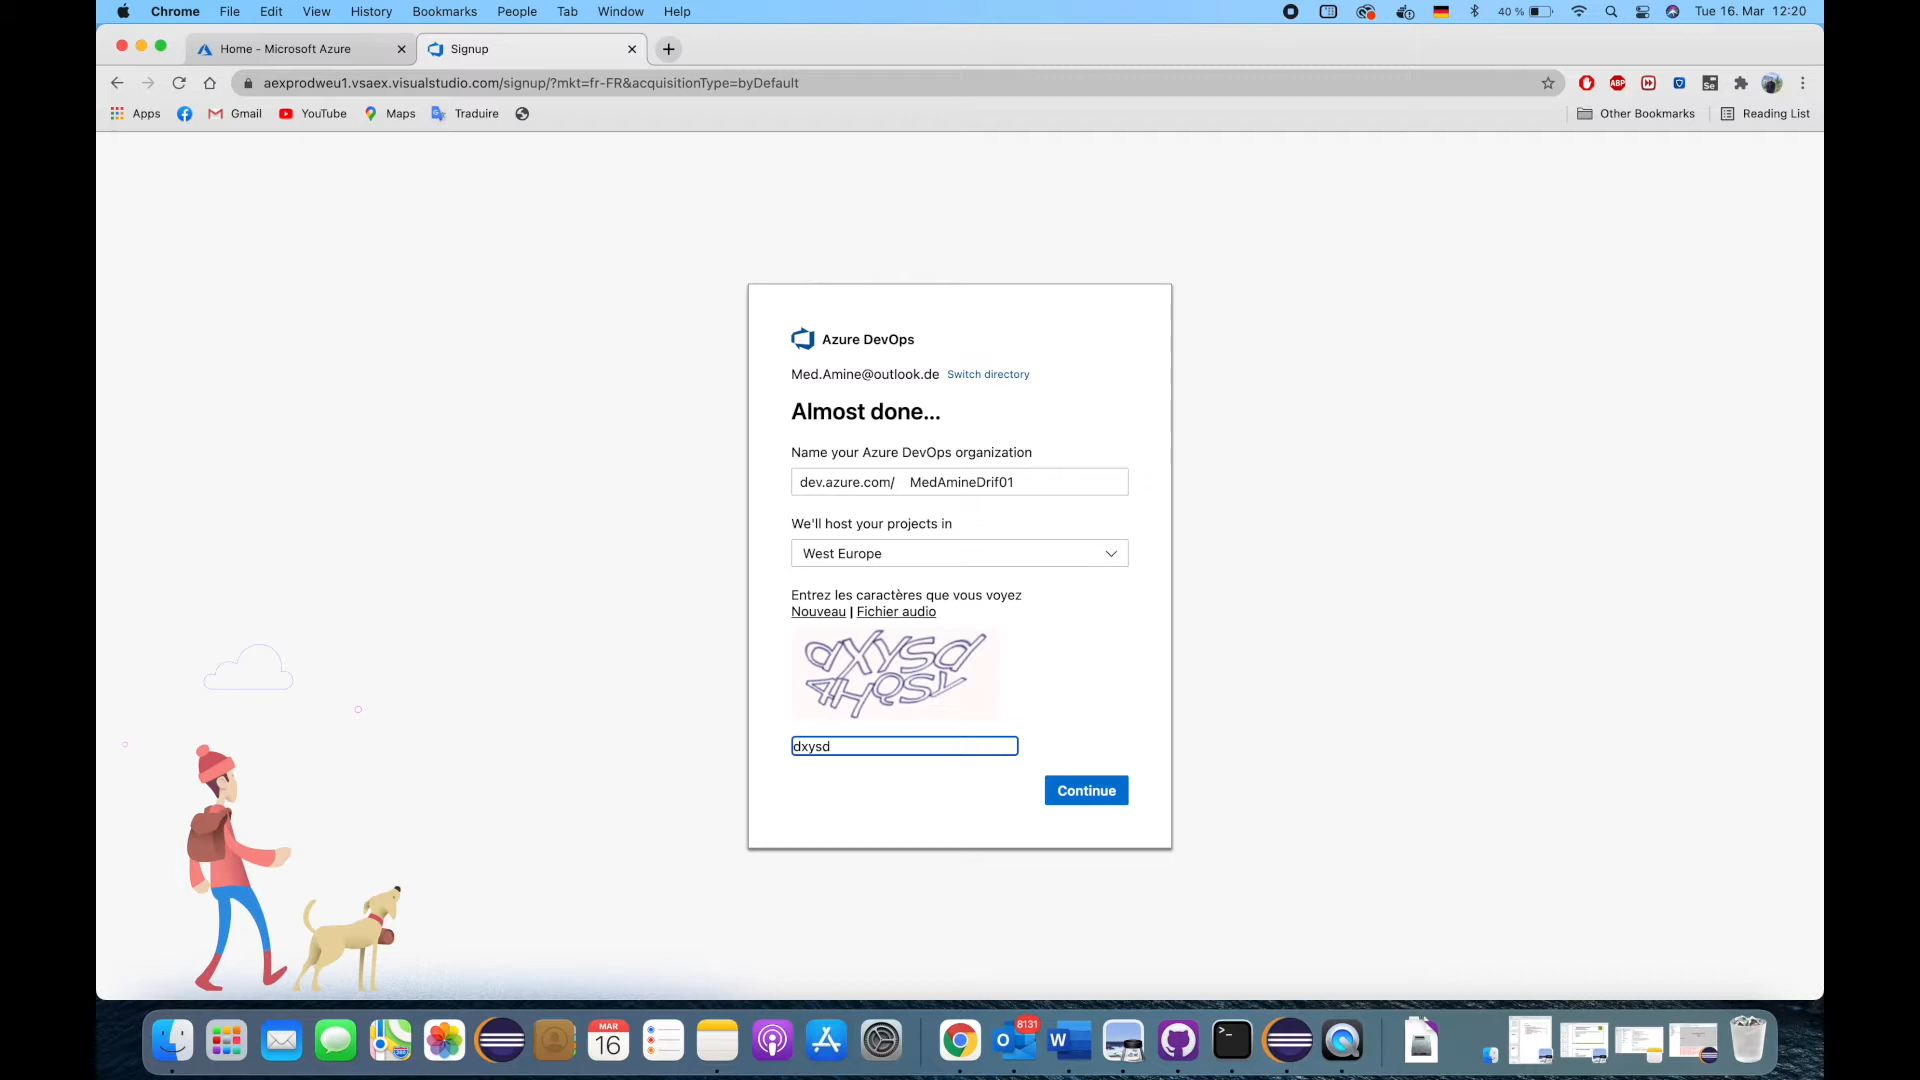 Chrome File Edit View History Bookmarks People Tab Window Help 40 % Tue 16. Mar 12:20
Home - Microsoft Azure Signup
aexprodweu1.vsaex.visualstudio.com/signup/?mkt=fr-FR&acquisitionType=byDefault ABP Se
Apps Gmail YouTube Maps Traduire Other Bookmarks Reading List
Azure DevOps
Med.Amine@outlook.de Switch directory
Almost done...
Name your Azure DevOps organization
dev.azure.com/ MedAmineDrif01
We'll host your projects in
West Europe
Entrez les caractères que vous voyez
Nouveau | Fichier audio
dxysd
4HQSY
dxysd
Continue
MAR
16
8131